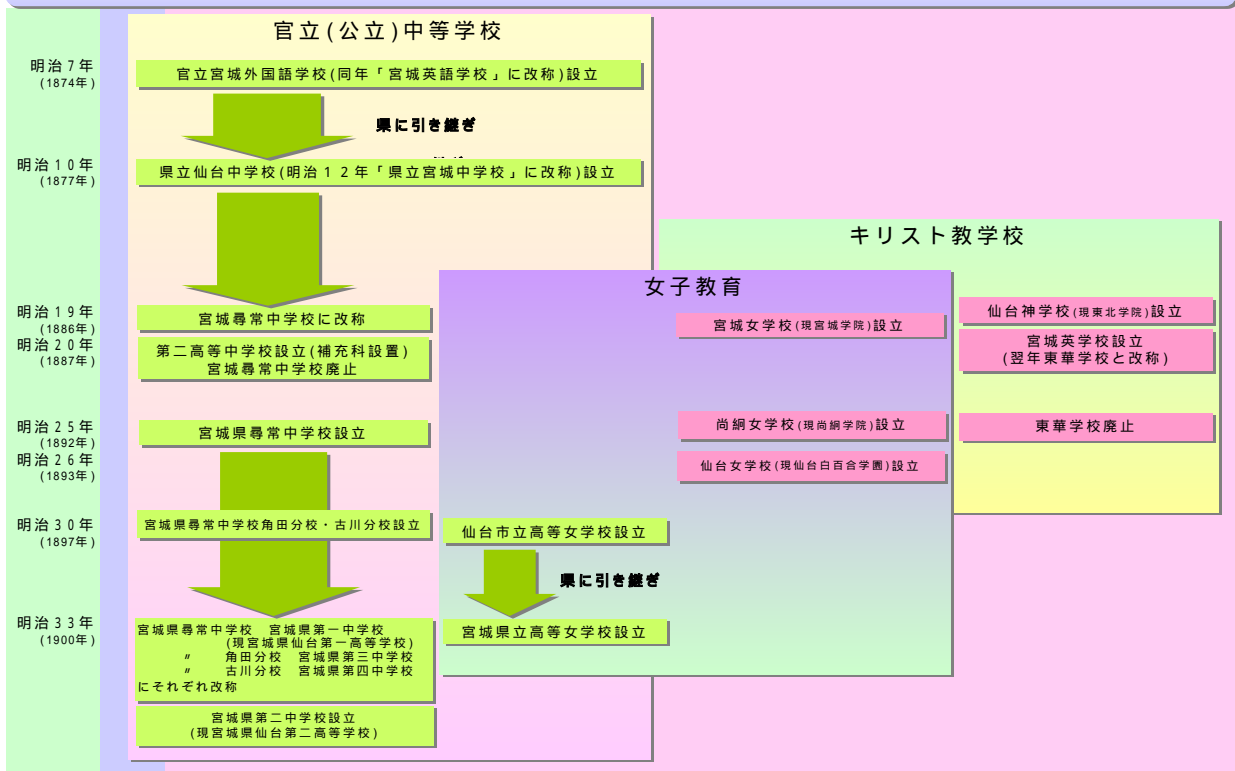 官立(公立)中等学校
明治7年
(1874年)
官立宮城外国語学校(同年「宮城英語学校」に改称)設立
県に引き継ぎ
明治10年
(1877年)
県立仙台中学校(明治12年「県立宮城中学校」に改称)設立
キリスト教学校
女子教育
明治19年
(1886年)
宮城尋常中学校に改称
宮城女学校(現宮城学院)設立
仙台神学校(現東北学院)設立
明治20年
(1887年)
第二高等中学校設立(補充科設置)
宮城尋常中学校廃止
宮城英学校設立
(翌年東華学校と改称)
明治25年
(1892年)
宮城県尋常中学校設立
尚絅女学校(現尚絅学院)設立
東華学校廃止
明治26年
(1893年)
仙台女学校(現仙台白百合学園)設立
明治30年
(1897年)
宮城県尋常中学校角田分校・古川分校設立
仙台市立高等女学校設立
県に引き継ぎ
明治33年
(1900年)
宮城県尋常中学校 宮城県第一中学校
(現宮城県仙台第一高等学校)
〃 角田分校 宮城県第三中学校
〃 古川分校 宮城県第四中学校
にそれぞれ改称
宮城県立高等女学校設立
宮城県第二中学校設立
(現宮城県仙台第二高等学校)